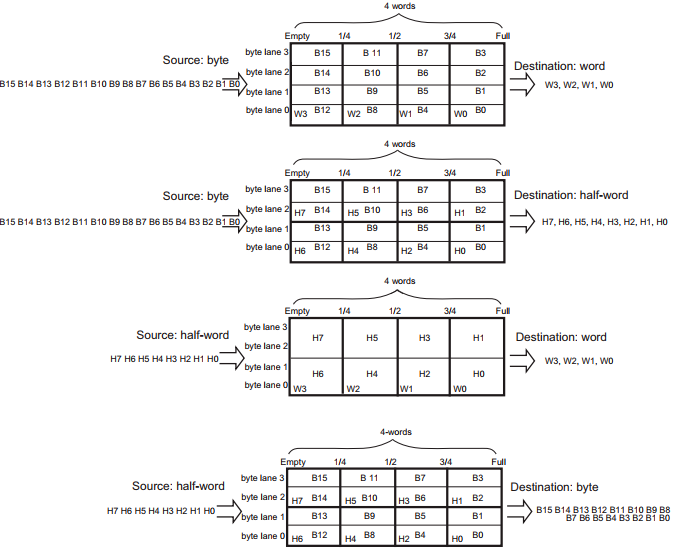 4 words
Empty 1/4 1/2 3/4 Full
Source: byte
B15 B14 B13 B12 B11 B10 B9 B8 B7 B6 B5 B4 B3 B2 B1 B0
byte lane 3 B15 B 11 B7 B3
byte lane 2 B14 B10 B6 B2
byte lane 1 B13 B9 B5 B1
byte lane 0 W3 B12 W2 B8 W1 B4 W0 B0
Destination: word
W3, W2, W1, W0
4 words
Empty 1/4 1/2 3/4 Full
Source: byte
B15 B14 B13 B12 B11 B10 B9 B8 B7 B6 B5 B4 B3 B2 B1 B0
byte lane 3 B15 B 11 B7 B3
byte lane 2 H7 B14 H5 B10 H3 B6 H1 B2
byte lane 1 B13 B9 B5 B1
byte lane 0 H6 B12 H4 B8 H2 B4 H0 B0
Destination: half-word
H7, H6, H5, H4, H3, H2, H1, H0
4 words
Empty 1/4 1/2 3/4 Full
Source: half-word
H7 H6 H5 H4 H3 H2 H1 H0
byte lane 3
H7 H5 H3 H1
byte lane 2
byte lane 1
H6 H4 H2 H0
byte lane 0 W3 W2 W1 W0
Destination: word
W3, W2, W1, W0
4-words
Empty 1/4 1/2 3/4 Full
Source: half-word
H7 H6 H5 H4 H3 H2 H1 H0
byte lane 3 B15 B 11 B7 B3
byte lane 2 H7 B14 H5 B10 H3 B6 H1 B2
byte lane 1 B13 B9 B5 B1
byte lane 0 H6 B12 H4 B8 H2 B4 H0 B0
Destination: byte
B15 B14 B13 B12 B11 B10 B9 B8
B7 B6 B5 B4 B3 B2 B1 B0